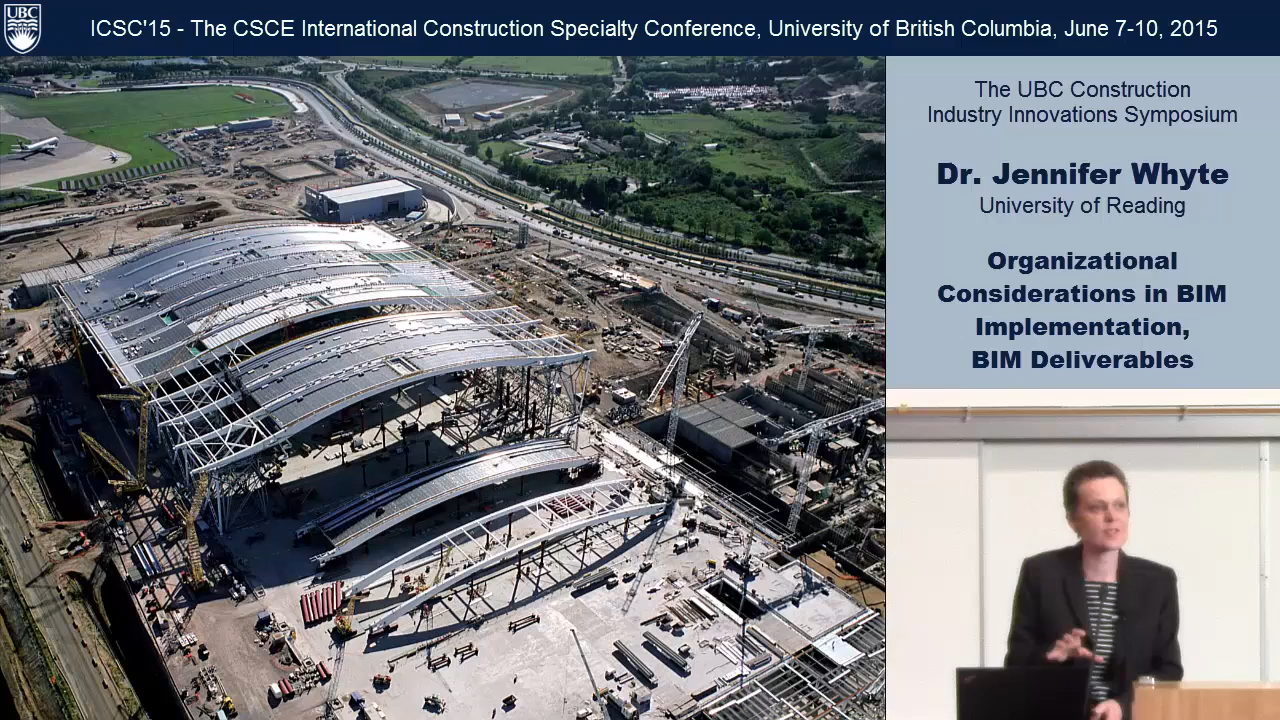 UBC
ICSC'15 - The CSCE International Construction Specialty Conference, University of British Columbia, June 7-10, 2015
The UBC Construction
Industry Innovations Symposium
Dr. Jennifer Whyte
University of Reading
Organizational
Considerations in BIM
Implementation,
BIM Deliverables